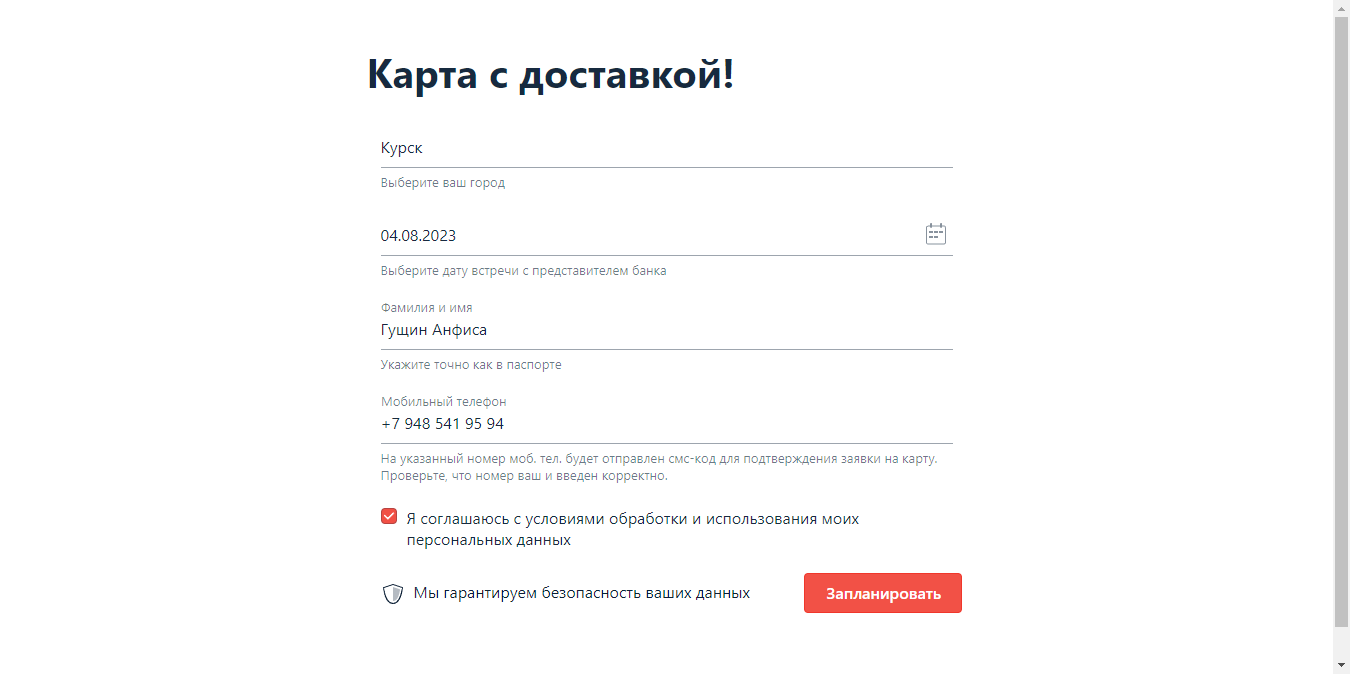 Карта с доставкой!
Курск
Выберите ваш город
04.08.2023
Выберите дату встречи с представителем банка
Фамилия и имя
Гущин Анфиса
Укажите точно как в паспорте
Мобильный телефон
+7 948 541 95 94
На указанный номер моб. тел. будет отправлен смс-код для подтверждения заявки на карту.
Проверьте, что номер ваш и введен корректно.
Я соглашаюсь с условиями обработки и использования моих
персональных данных
Мы гарантируем безопасность ваших данных
Запланировать